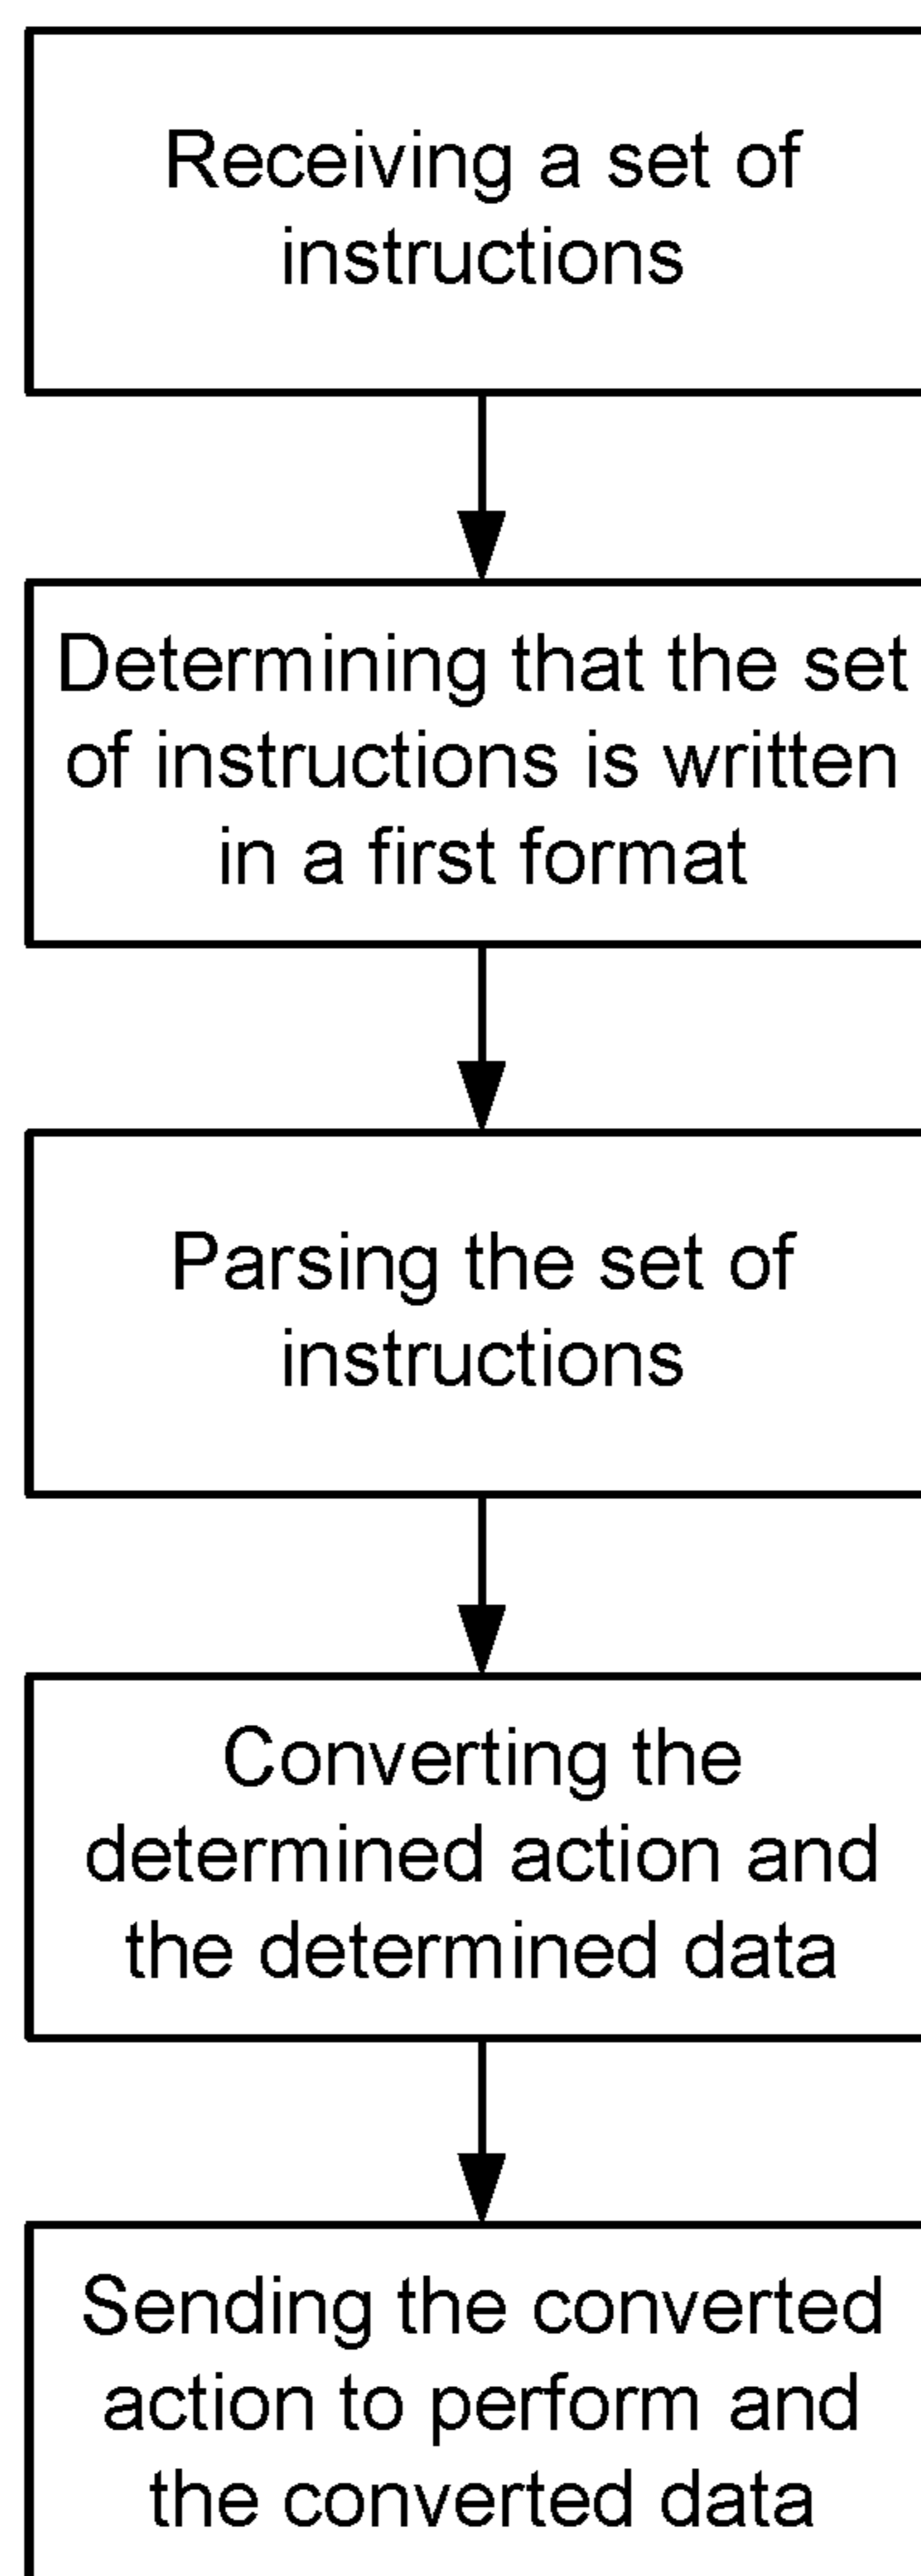 Receiving a set of
instructions
Determining that the set
of instructions is written
in a first format
Parsing the set of
instructions
Converting the
determined action and
the determined data
Sending the converted
action to perform and
the converted data